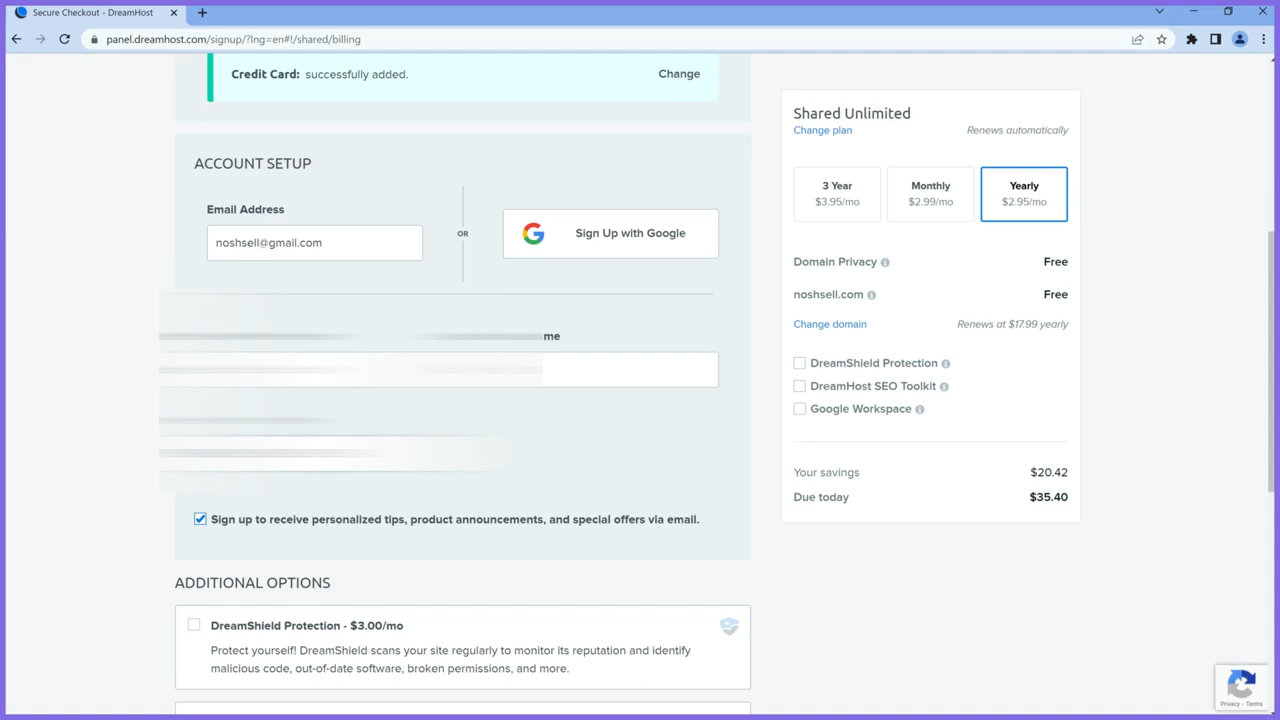 Secure Checkout - DreamHost
panel.dreamhost.com/signup/?lng=en#!/shared/billing
Credit Card: successfully added.
Change
ACCOUNT SETUP
Email Address
noshsell@gmail.com
OR
Sign Up with Google
me
Sign up to receive personalized tips, product announcements, and special offers via email.
ADDITIONAL OPTIONS
DreamShield Protection - $3.00/mo
Protect yourself! DreamShield scans your site regularly to monitor its reputation and identify
malicious code, out-of-date software, broken permissions, and more.
Shared Unlimited
Change plan
Renews automatically
3 Year
$3.95/mo
Monthly
$2.99/mo
Yearly
$2.95/mo
Domain Privacy
Free
noshsell.com
Free
Change domain
Renews at $17.99 yearly
DreamShield Protection
DreamHost SEO Toolkit
Google Workspace
Your savings
$20.42
Due today
$35.40
Privacy - Terms